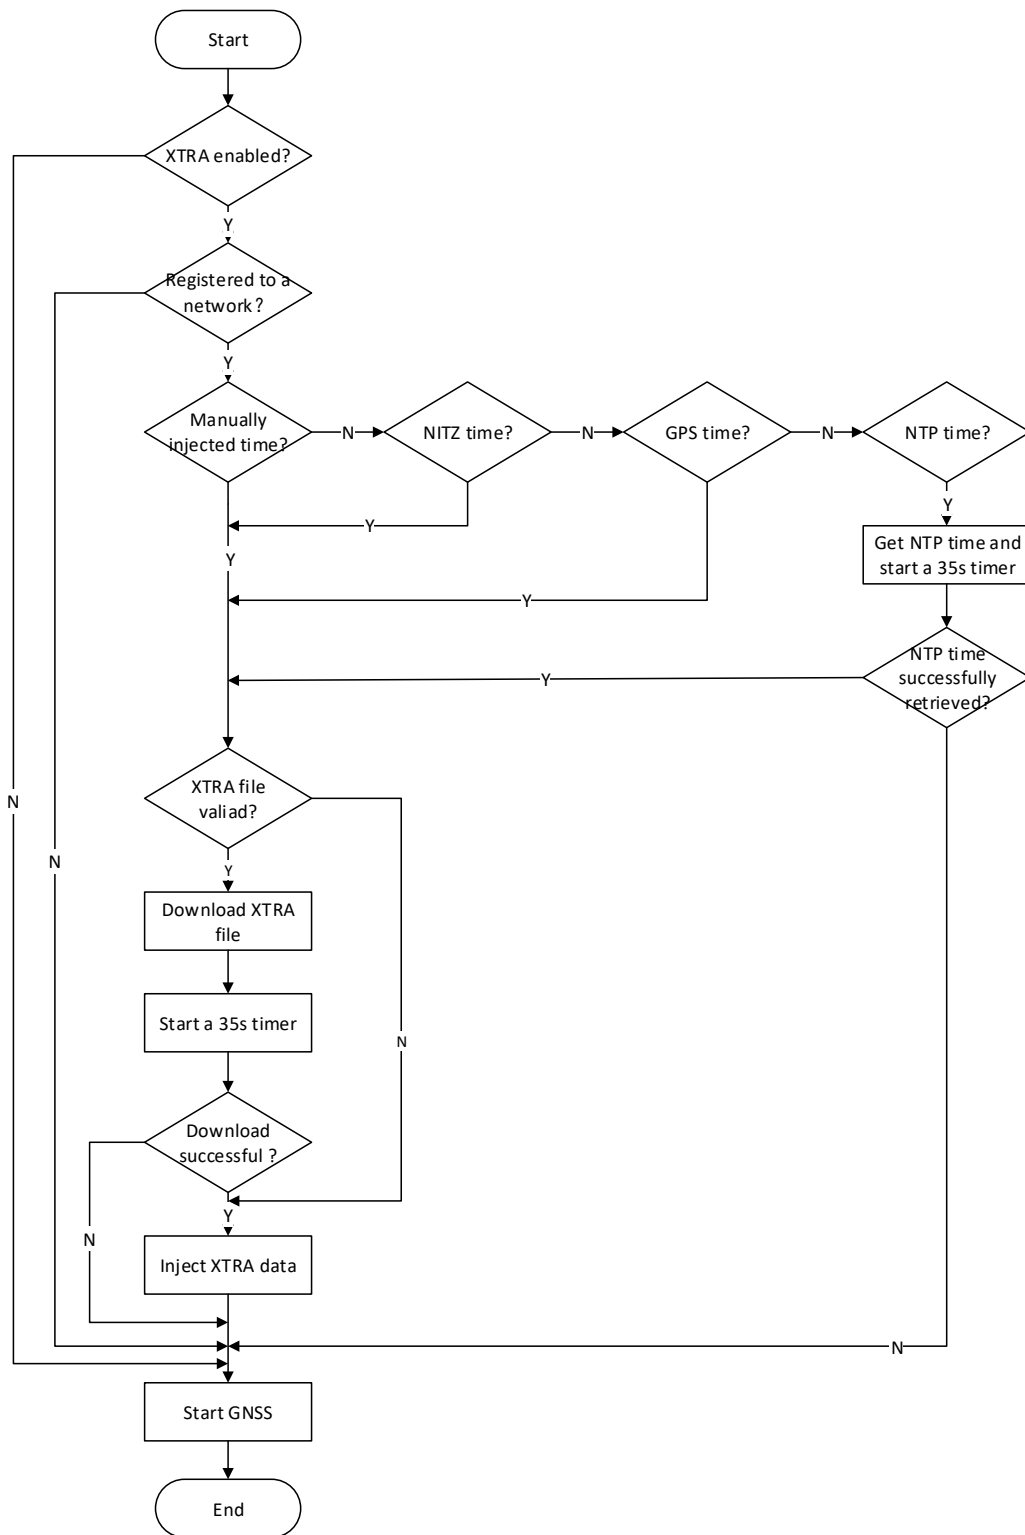 Start
XTRA enabled?
Y
Registered to a
network?
Y
Manually
injected time?
N
NITZ time?
N
GPS time?
N
NTP time?
Y
Y
Get NTP time and
start a 35s timer
Y
Y
NTP time
successfully
retrieved?
Y
XTRA file
valiad?
N
N
Y
Download XTRA
file
Start a 35s timer
N
Download
successful ?
Y
N
Inject XTRA data
N
Start GNSS
End